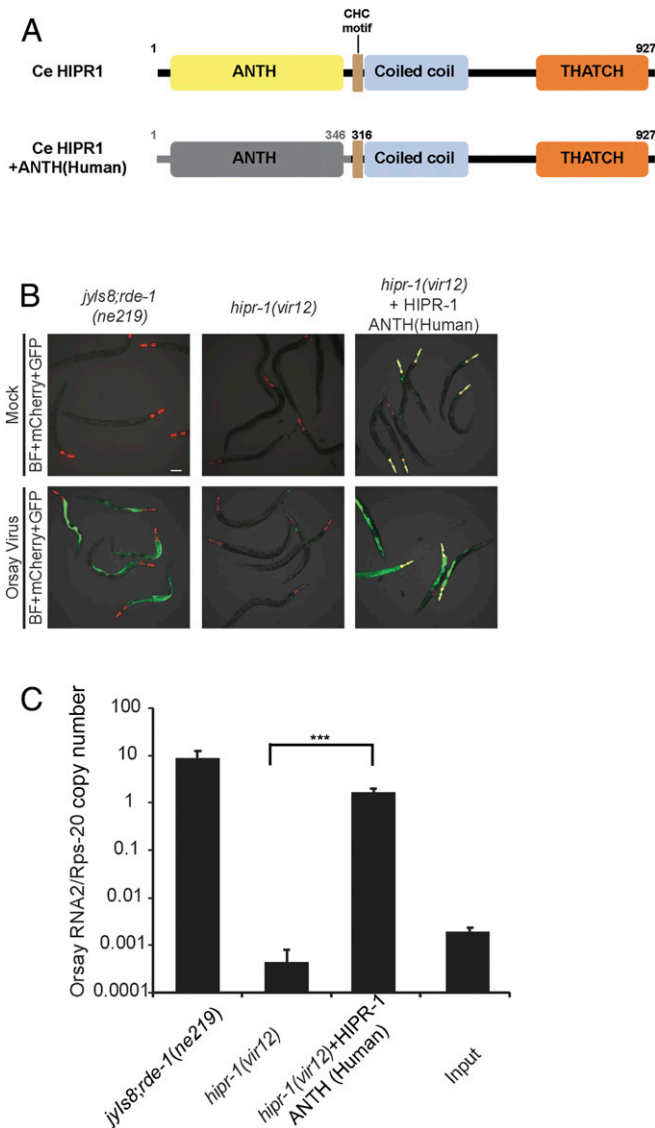 A
CHC
motif
1
927
Ce HIPR1
ANTH
Coiled coil
THATCH
1
346
316
927
Ce HIPR1
+ANTH(Human)
ANTH
Coiled coil
THATCH
B
jyIs8;rde-1
(ne219)
hipr-1(vir12)
hipr-1(vir12)
+ HIPR-1
ANTH(Human)
Mock
BF+mCherry+GFP
Orsay Virus
BF+mCherry+GFP
C
Orsay RNA2/Rps-20 copy number
100
10
1
0.1
0.01
0.001
0.0001
***
jyIs8;rde-1(ne219)
hipr-1(vir12)
hipr-1(vir12)+HIPR-1
ANTH (Human)
Input